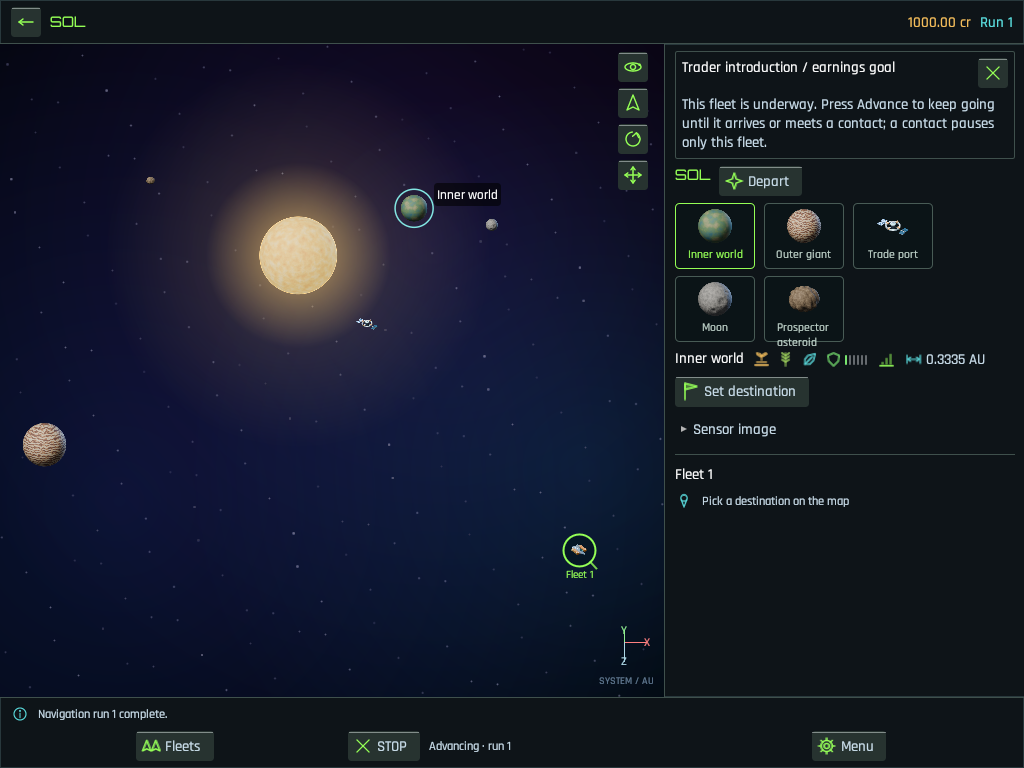 SOL
1000.00 cr Run 1
Trader introduction / earnings goal
This fleet is underway. Press Advance to keep going
until it arrives or meets a contact; a contact pauses
only this fleet.
SOL Depart
Inner world
Inner world Outer giant Trade port
Moon Prospector
asteroid
Inner world 0.3335 AU
Set destination
Sensor image
Fleet 1
Pick a destination on the map
Fleet 1
Y
X
Z
SYSTEM / AU
Navigation run 1 complete.
Fleets STOP Advancing · run 1 Menu